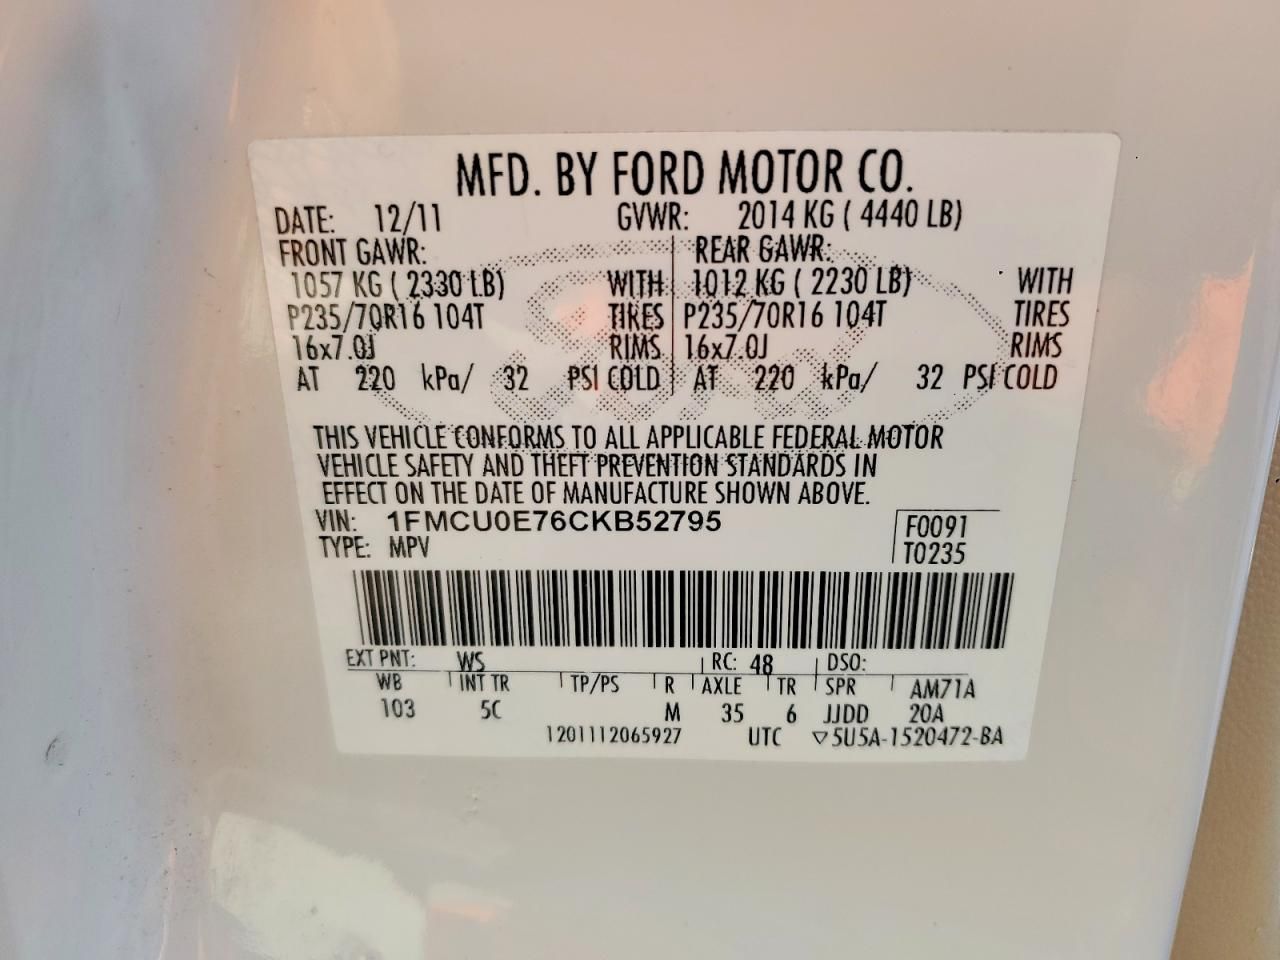 MFD. BY FORD MOTOR CO.
DATE: 12/11 GVWR: 2014 KG ( 4440 LB)
FRONT GAWR: REAR GAWR:
1057 KG ( 2330 LB) WITH 1012 KG ( 2230 LB) WITH
P235/70R16 104T TIRES P235/70R16 104T TIRES
16x7.0J RIMS 16x7.0J RIMS
AT 220 kPa/ 32 PSI COLD AT 220 kPa/ 32 PSI COLD
THIS VEHICLE CONFORMS TO ALL APPLICABLE FEDERAL MOTOR
VEHICLE SAFETY AND THEFT PREVENTION STANDARDS IN
EFFECT ON THE DATE OF MANUFACTURE SHOWN ABOVE.
VIN: 1FMCU0E76CKB52795 F0091
TYPE: MPV T0235
EXT PNT: WS RC: 48 DSO:
WB INT TR TP/PS R AXLE TR SPR AM71A
103 5C M 35 6 JJDD 20A
1201112065927 UTC ▽5U5A-1520472-BA